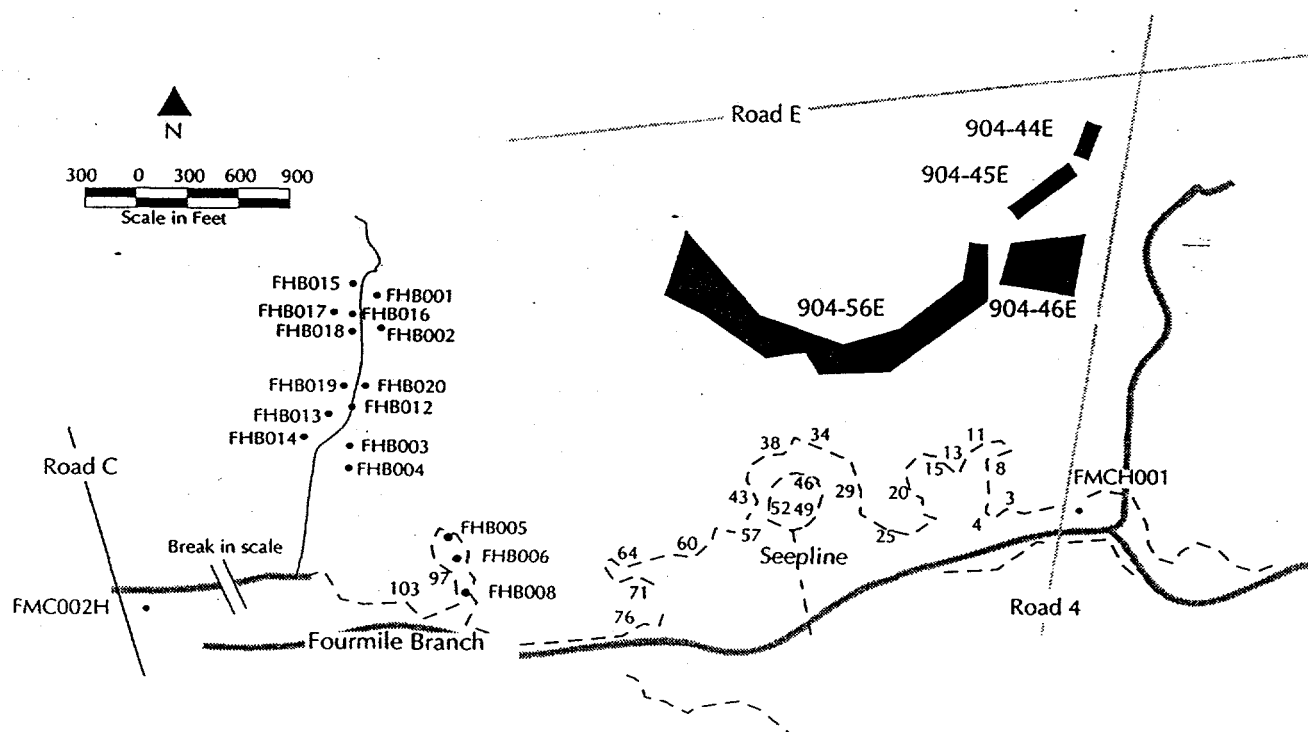 Road E
904-44E
N
904-45E
300 0 300 600 900
Scale in Feet
FHB015
FHB001
FHB017
FHB016
904-56E
904-46E
FHB018
FHB002
FHB019
FHB020
FHB012
FHB013
FHB014
FHB003
FHB004
Road C
38
34
11
13
15
8
FMCH001
46
29
20
43
52
49
3
4
57
25
FHB005
Break in scale
64
60
Seepline
FHB006
97
FHB008
103
71
FMC002H
76
Road 4
Fourmile Branch